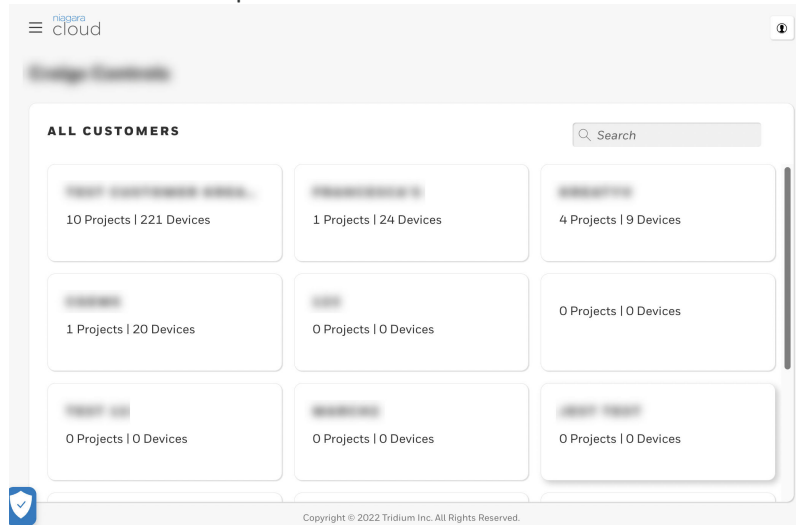 niagara
cloud
ALL CUSTOMERS
Search
10 Projects | 221 Devices
1 Projects | 24 Devices
4 Projects | 9 Devices
1 Projects | 20 Devices
0 Projects | 0 Devices
0 Projects | 0 Devices
0 Projects | 0 Devices
0 Projects | 0 Devices
0 Projects | 0 Devices
Copyright © 2022 Tridium Inc. All Rights Reserved.